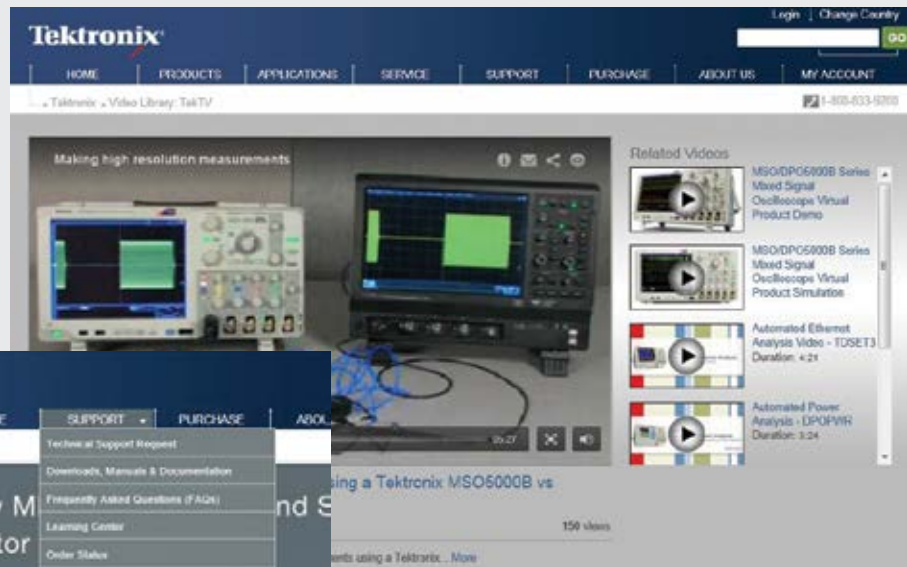 Login | Change Country
Tektronix
GO
HOME
PRODUCTS
APPLICATIONS
SERVICE
SUPPORT
PURCHASE
ABOUT US
MY ACCOUNT
Tektronix Video Library: TekTV
1-800-833-9200
Making high resolution measurements
Related Videos
MSO/DPO5000B Series
Mixed Signal
Oscilloscope Virtual
Product Demo
MSO/DPO5000B Series
Mixed Signal
Oscilloscope Virtual
Product Simulation
Automated Ethernet
Analysis Video - TDSET3
Duration: 4:21
Automated Power
Analysis - DPOPWR
Duration: 3:24
SUPPORT
PURCHASE
ABOU
Technical Support Request
Downloads, Manuals & Documentation
Frequently Asked Questions (FAQs)
Learning Center
Order Status
M
nd S
tor
sing a Tektronix MSO5000B vs
150 views
ents using a Tektronix... More